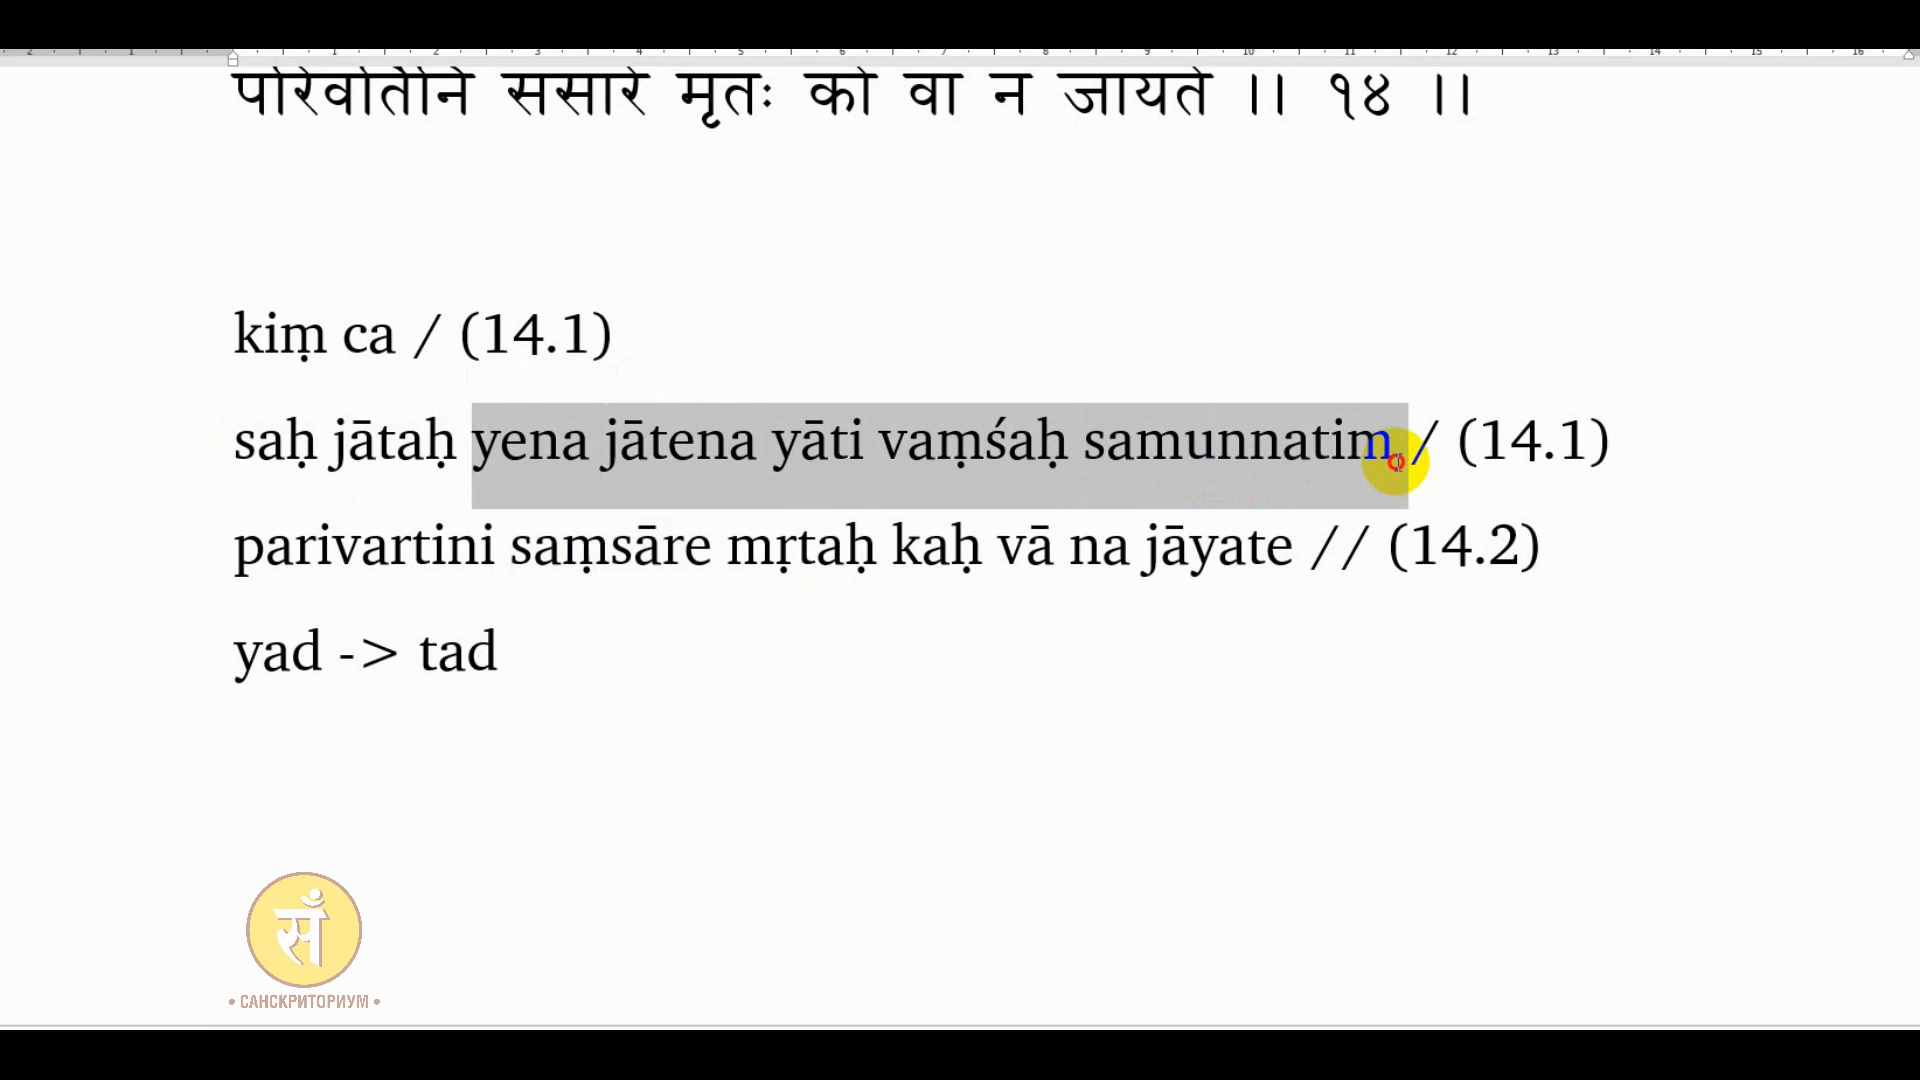 परिवर्तिनि संसारे मृतः को वा न जायते ।। १४ ।।
kiṃ ca / (14.1)
saḥ jātaḥ yena jātena yāti vaṃśaḥ samunnatim / (14.1)
parivartini saṃsāre mṛtaḥ kaḥ vā na jāyate // (14.2)
yad -> tad
सँ
• САНСКРИТОРИУМ •